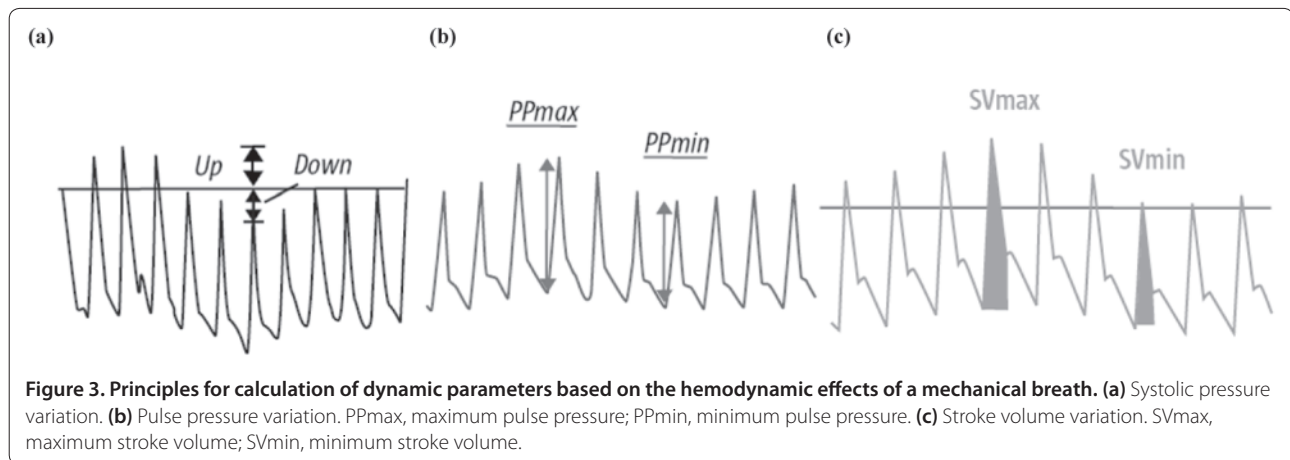 (a)
(b)
(c)
Up
Down
PPmax
PPmin
SVmax
SVmin
Figure 3. Principles for calculation of dynamic parameters based on the hemodynamic effects of a mechanical breath. (a) Systolic pressure
variation. (b) Pulse pressure variation. PPmax, maximum pulse pressure; PPmin, minimum pulse pressure. (c) Stroke volume variation. SVmax,
maximum stroke volume; SVmin, minimum stroke volume.